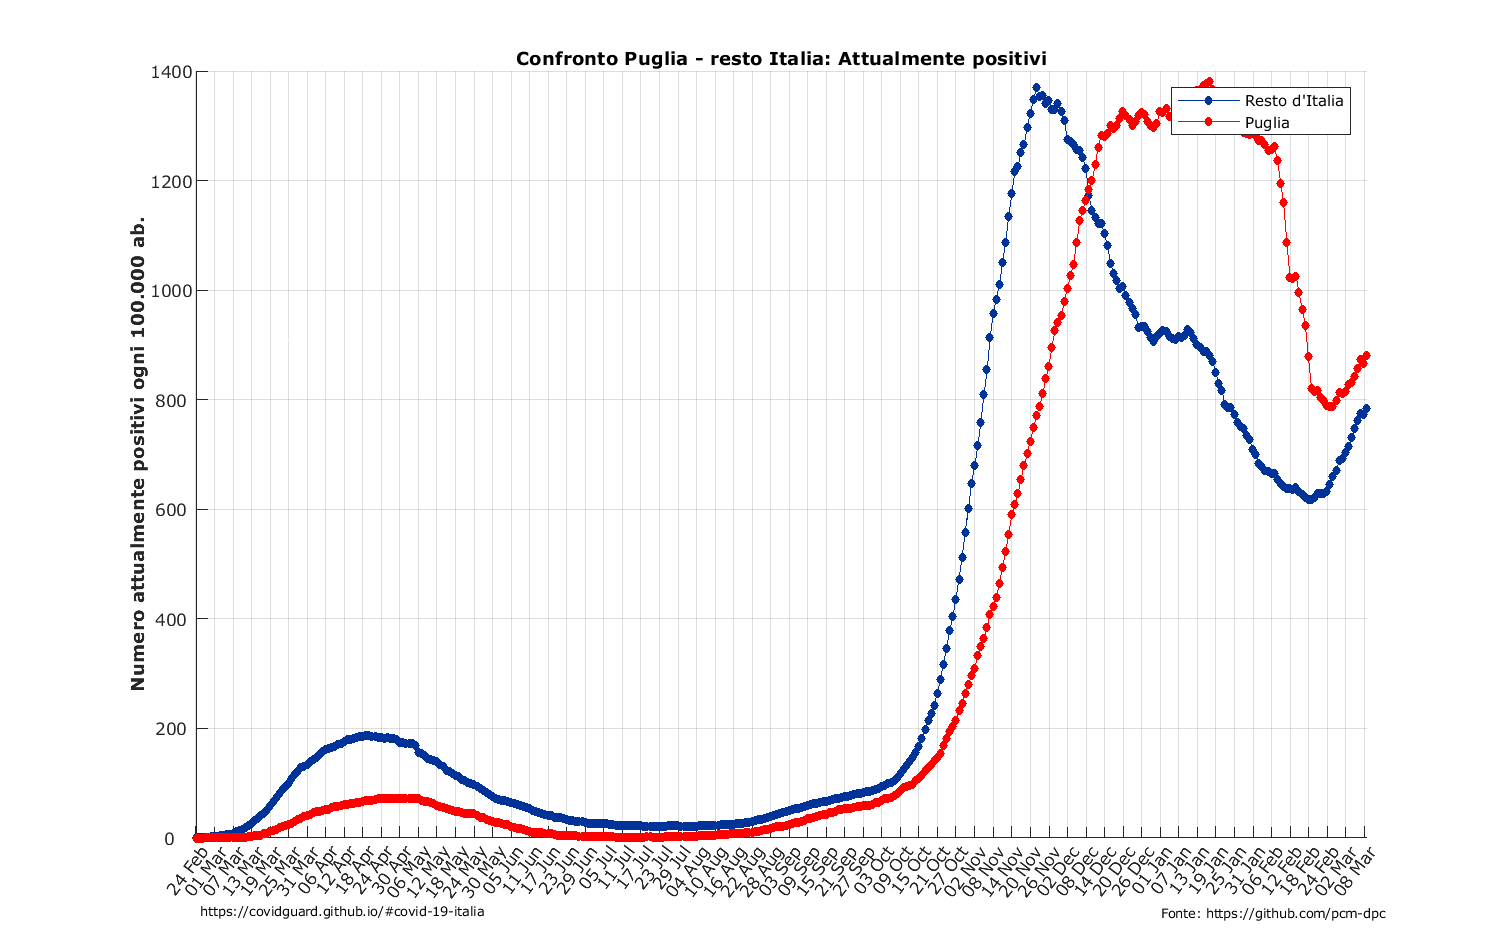 Confronto Puglia - resto Italia: Attualmente positivi
Numero attualmente positivi ogni 100.000 ab.
1400
1200
1000
800
600
400
200
0
Resto d'Italia
Puglia
24 Feb
01 Mar
07 Mar
13 Mar
19 Mar
25 Mar
31 Mar
06 Apr
12 Apr
18 Apr
24 Apr
30 Apr
06 May
12 May
18 May
24 May
30 May
05 Jun
11 Jun
17 Jun
23 Jun
29 Jun
05 Jul
11 Jul
17 Jul
23 Jul
29 Jul
04 Aug
10 Aug
16 Aug
22 Aug
28 Aug
03 Sep
09 Sep
15 Sep
21 Sep
27 Sep
03 Oct
09 Oct
15 Oct
21 Oct
27 Oct
02 Nov
08 Nov
14 Nov
20 Nov
26 Nov
02 Dec
08 Dec
14 Dec
20 Dec
26 Dec
01 Jan
07 Jan
13 Jan
19 Jan
25 Jan
31 Jan
06 Feb
12 Feb
18 Feb
24 Feb
02 Mar
08 Mar
https://covidguard.github.io/#covid-19-italia
Fonte: https://github.com/pcm-dpc